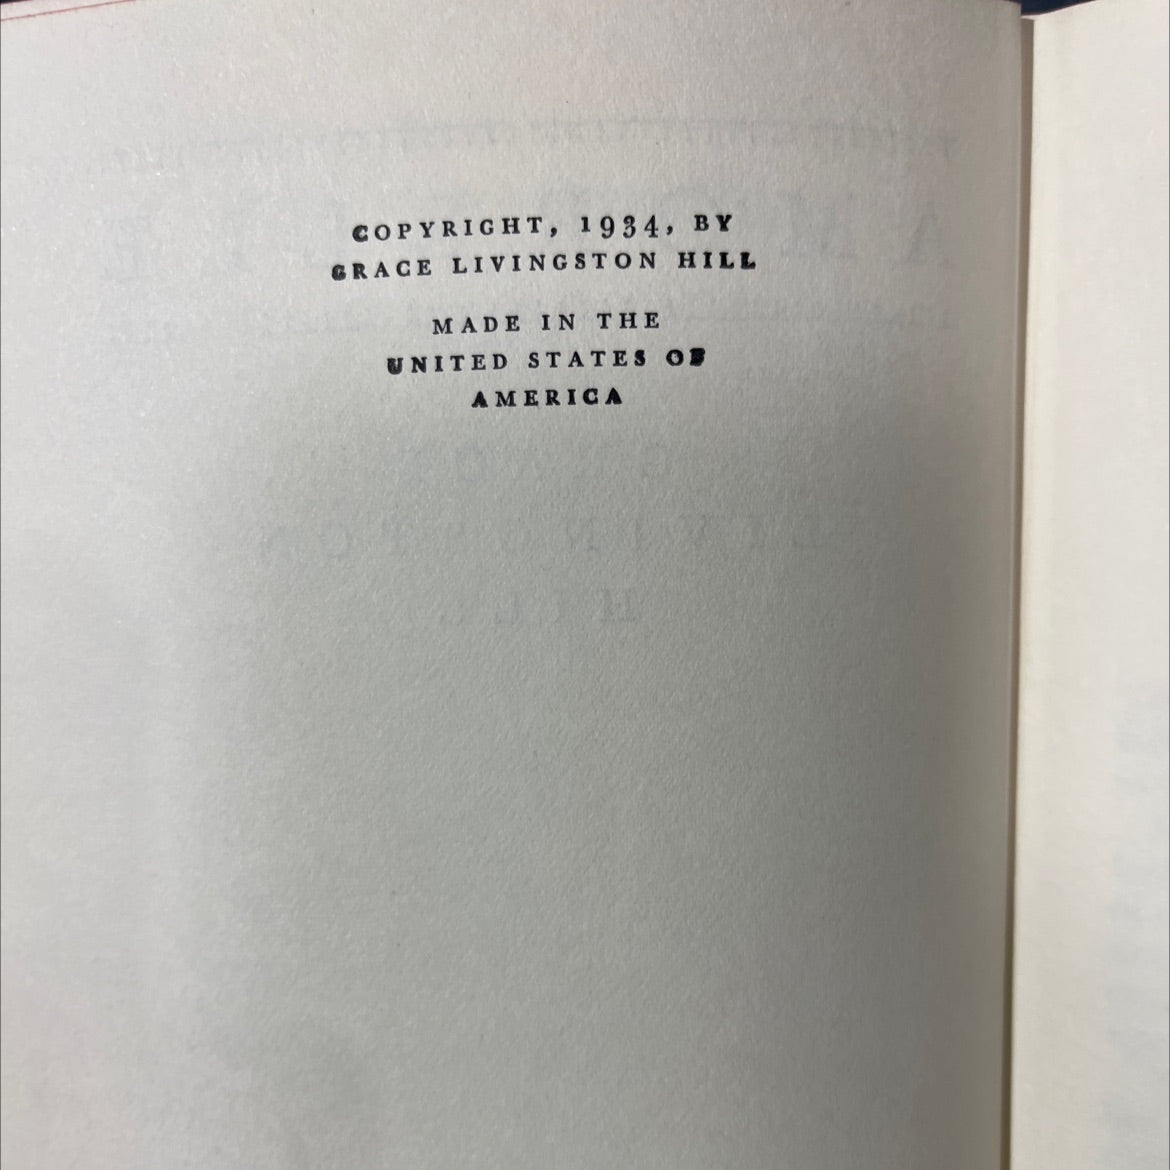 COPYRIGHT, 1934, BY
GRACE LIVINGSTON HILL
MADE IN THE
UNITED STATES OF
AMERICA